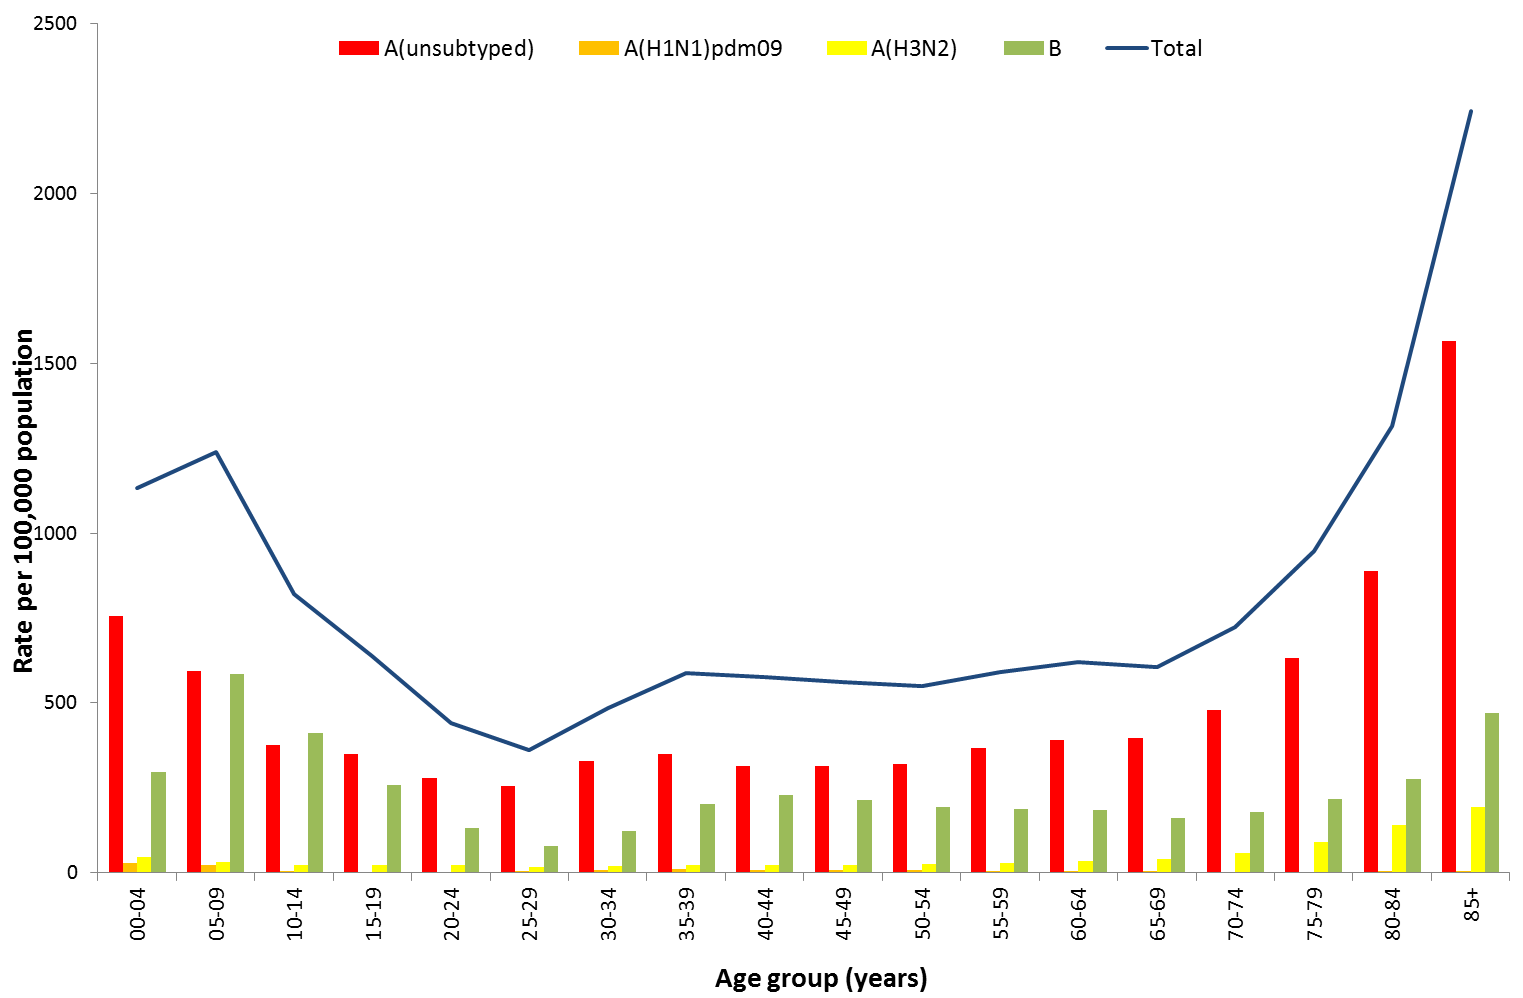 2500
A(unsubtyped) A(H1N1)pdm09 A(H3N2) B Total
2000
1500
1000
500
0
Rate per 100,000 population
00-04 05-09 10-14 15-19 20-24 25-29 30-34 35-39 40-44 45-49 50-54 55-59 60-64 65-69 70-74 75-79 80-84 85+
Age group (years)